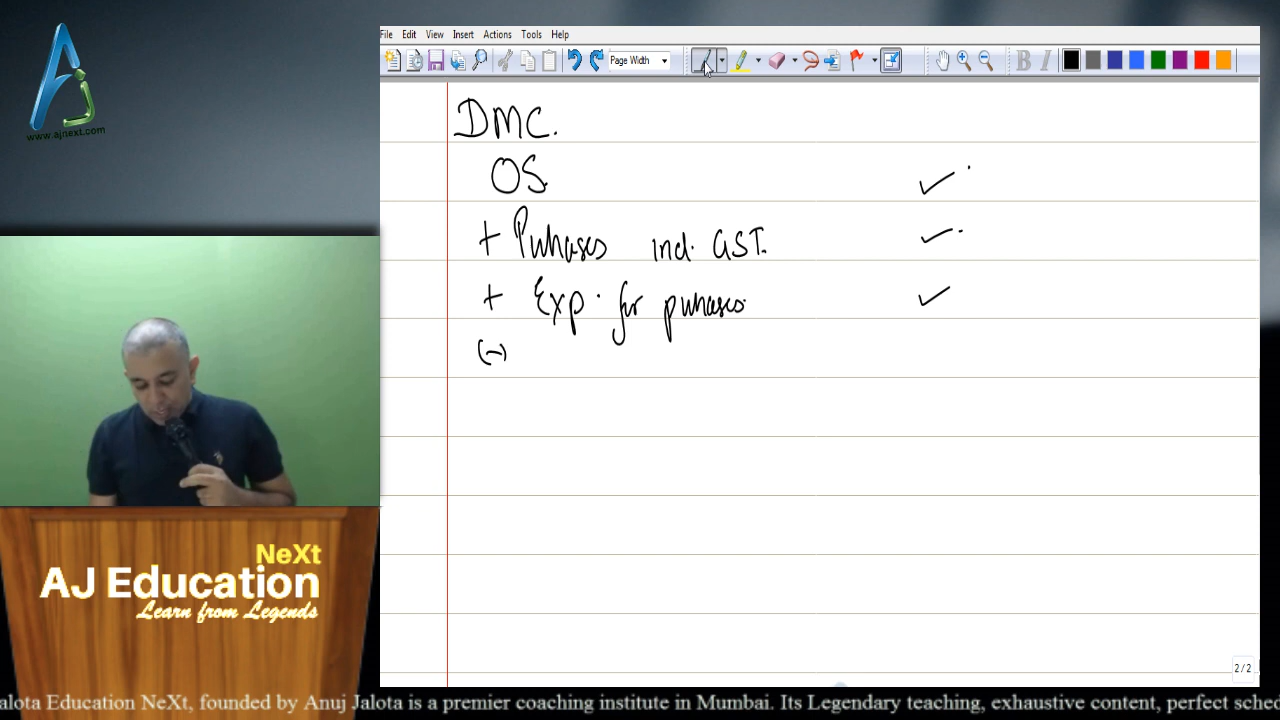 www.ajnext.com
File Edit View Insert Actions Tools Help
Page Width
B I
DMC.
OS.
+ Puhases incl. GST.
+ Exp. for puhases
(-)
NeXt
AJ Education
Learn from Legends
2/2
alota Education NeXt, founded by Anuj Jalota is a premier coaching institute in Mumbai. Its Legendary teaching, exhaustive content, perfect sched